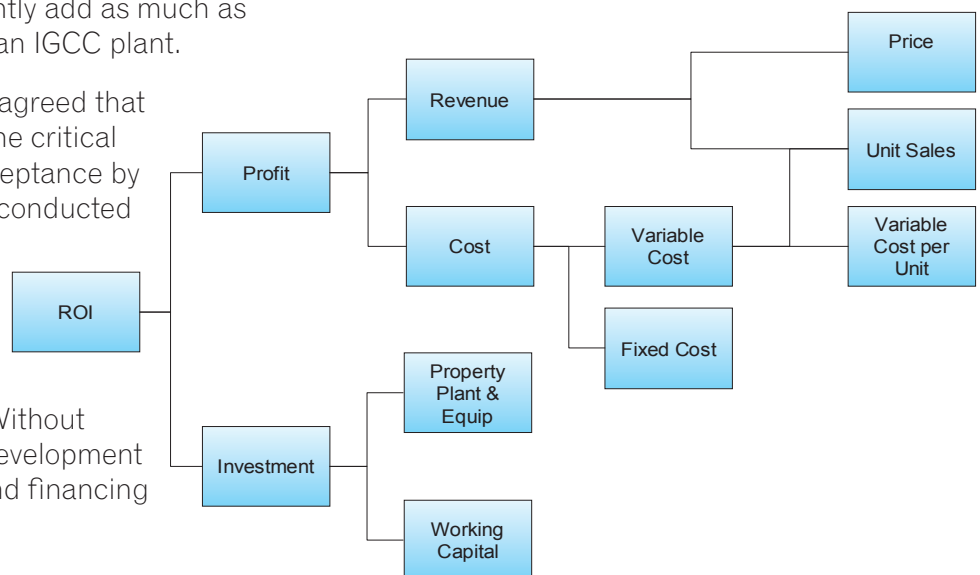 ntly add as much as
an IGCC plant.
agreed that
ne critical
eptance by
conducted
Without
evelopment
nd financing
ROI
Profit
Investment
Revenue
Cost
Property
Plant &
Equip
Working
Capital
Variable
Cost
Fixed Cost
Price
Unit Sales
Variable
Cost per
Unit